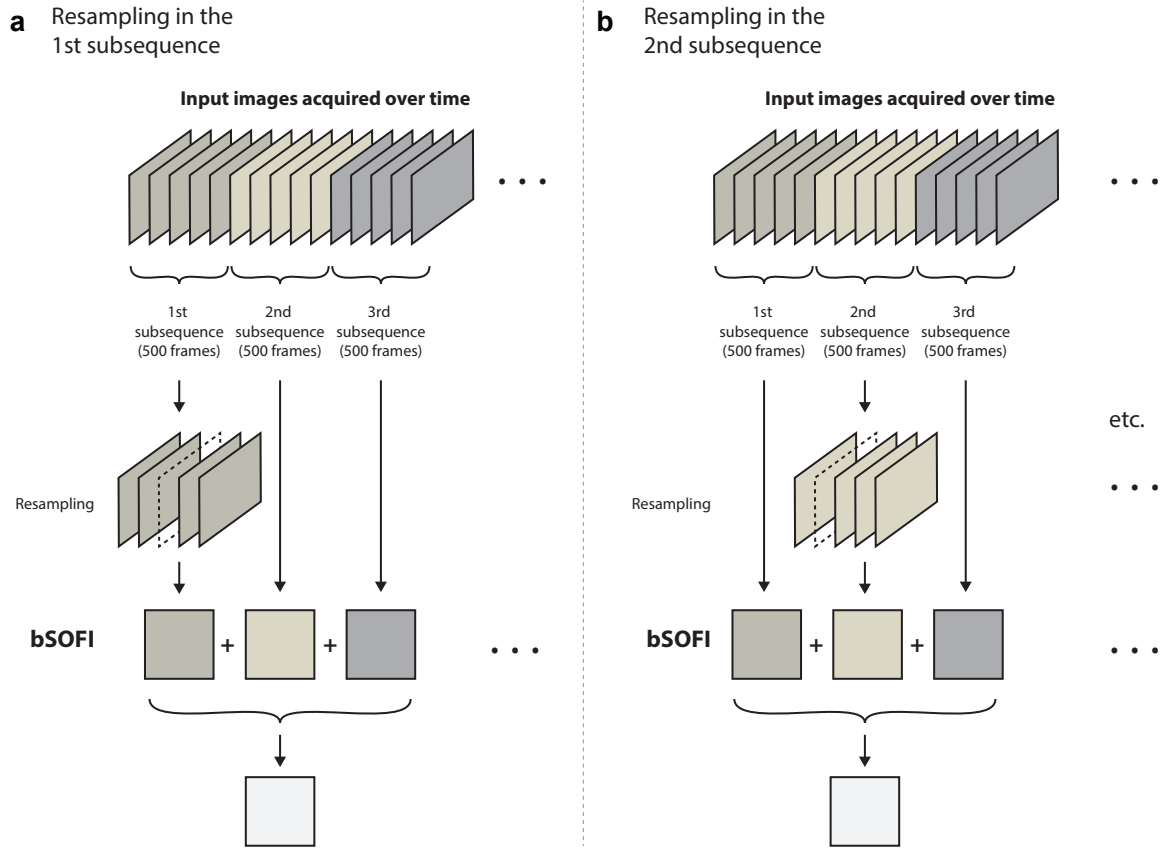 a
Resampling in the
1st subsequence
Input images acquired over time
. . .
1st
subsequence
(500 frames)
2nd
subsequence
(500 frames)
3rd
subsequence
(500 frames)
Resampling
bSOFI
+
+
. . .
b
Resampling in the
2nd subsequence
Input images acquired over time
. . .
1st
subsequence
(500 frames)
2nd
subsequence
(500 frames)
3rd
subsequence
(500 frames)
etc.
Resampling
. . .
bSOFI
+
+
. . .